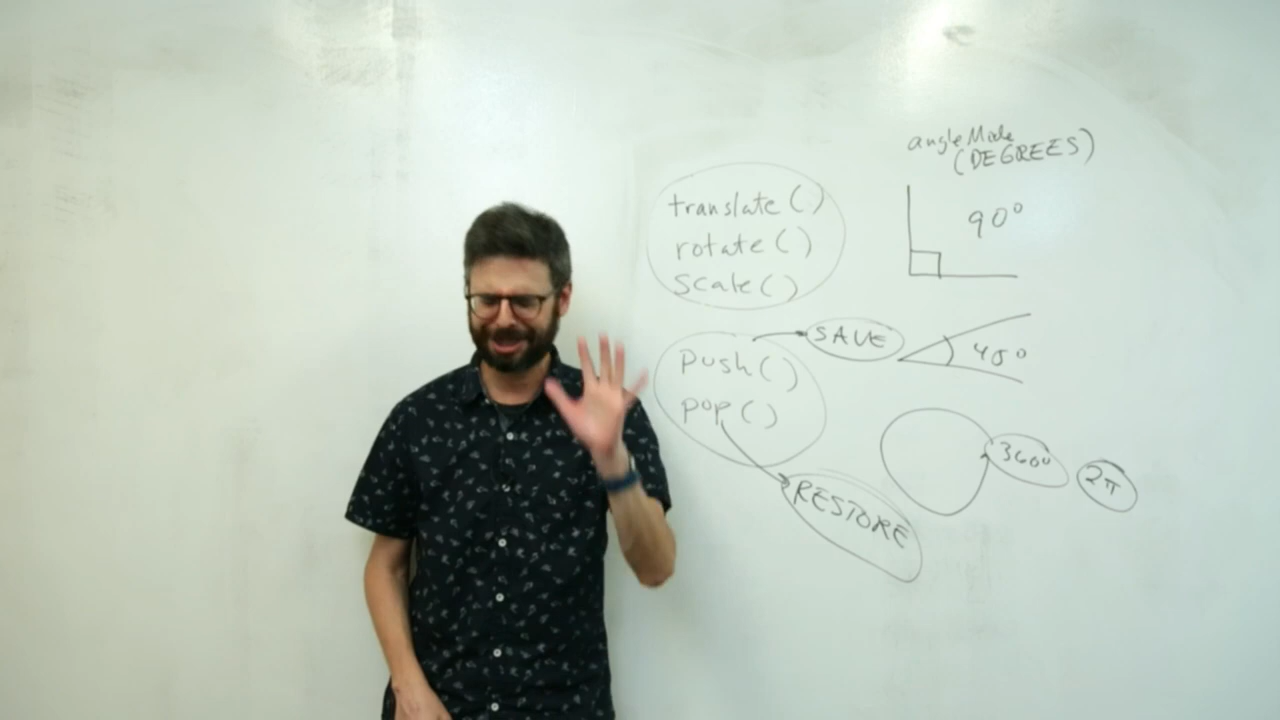 translate()
rotate()
scale()
push()
pop()
SAVE
RESTORE
angleMode
(DEGREES)
90°
45°
360°
2π